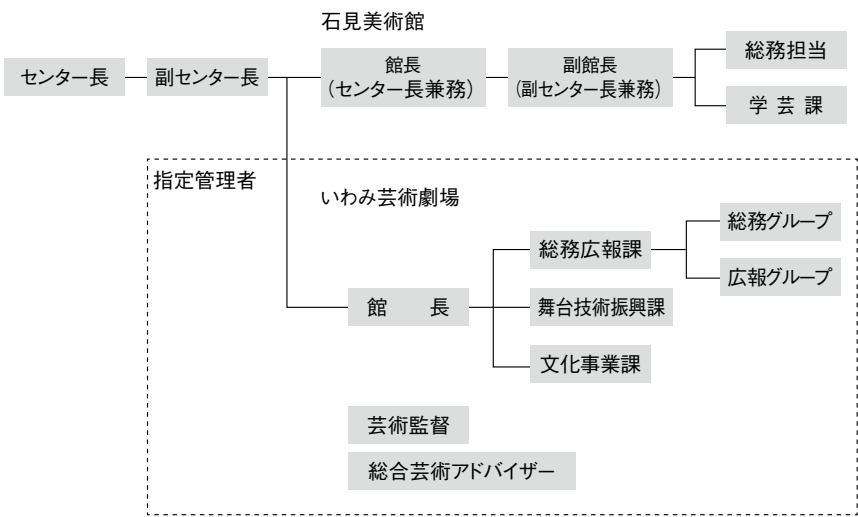 石見美術館
センター長
副センター長
館長
(センター長兼務)
副館長
(副センター長兼務)
総務担当
学芸課
指定管理者
いわみ芸術劇場
館長
総務広報課
総務グループ
広報グループ
舞台技術振興課
文化事業課
芸術監督
総合芸術アドバイザー